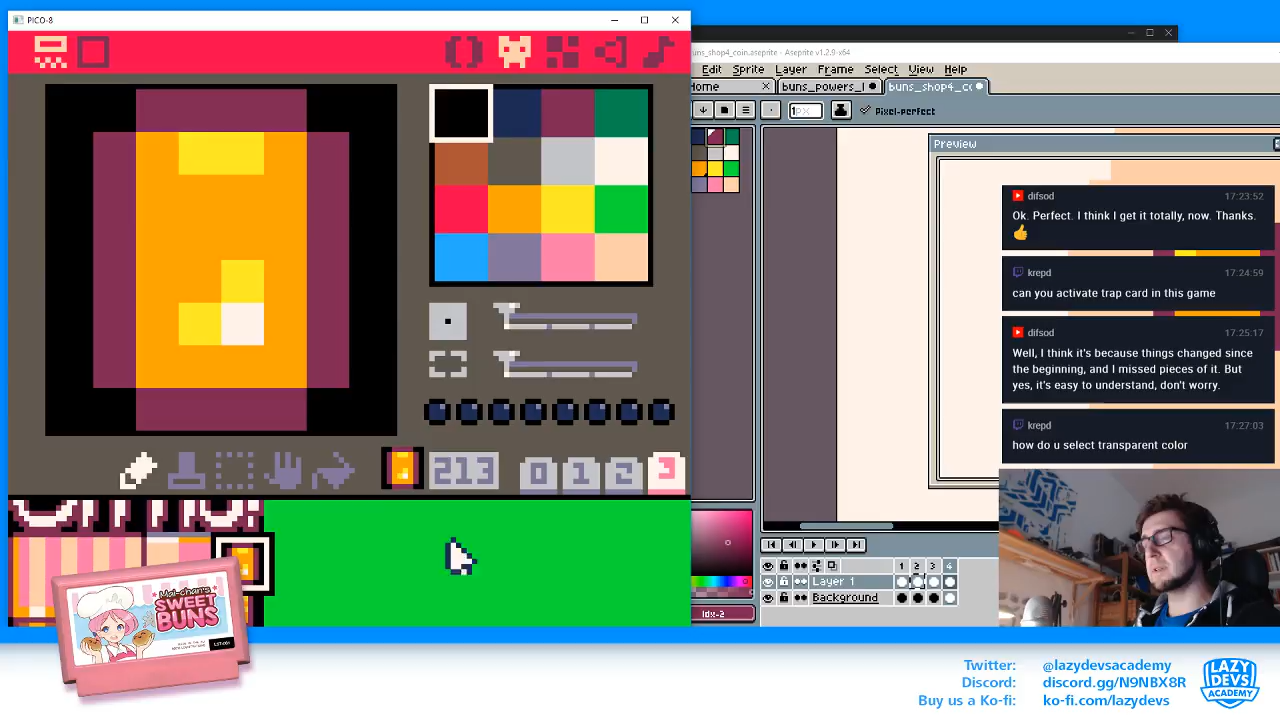 PICO-8
213
0 1 2 3
buns_shop4_coin.aseprite - Aseprite v1.2.9-x64
Edit Sprite Layer Frame Select View Help
Home
buns_powers_l
buns_shop4_co
1px
Pixel-perfect
Preview
difsod 17:23:52
Ok. Perfect. I think I get it totally, now. Thanks.
krepd 17:24:59
can you activate trap card in this game
difsod 17:25:17
Well, I think it's because things changed since
the beginning, and I missed pieces of it. But
yes, it's easy to understand, don't worry.
krepd 17:27:03
how do u select transparent color
1 2 3 4
Layer 1
Background
Idx-2
Mai-chan's
SWEET
BUNS
Twitter: @lazydevsacademy
Discord: discord.gg/N9NBX8R
Buy us a Ko-fi: ko-fi.com/lazydevs
LAZY
DEVS
ACADEMY